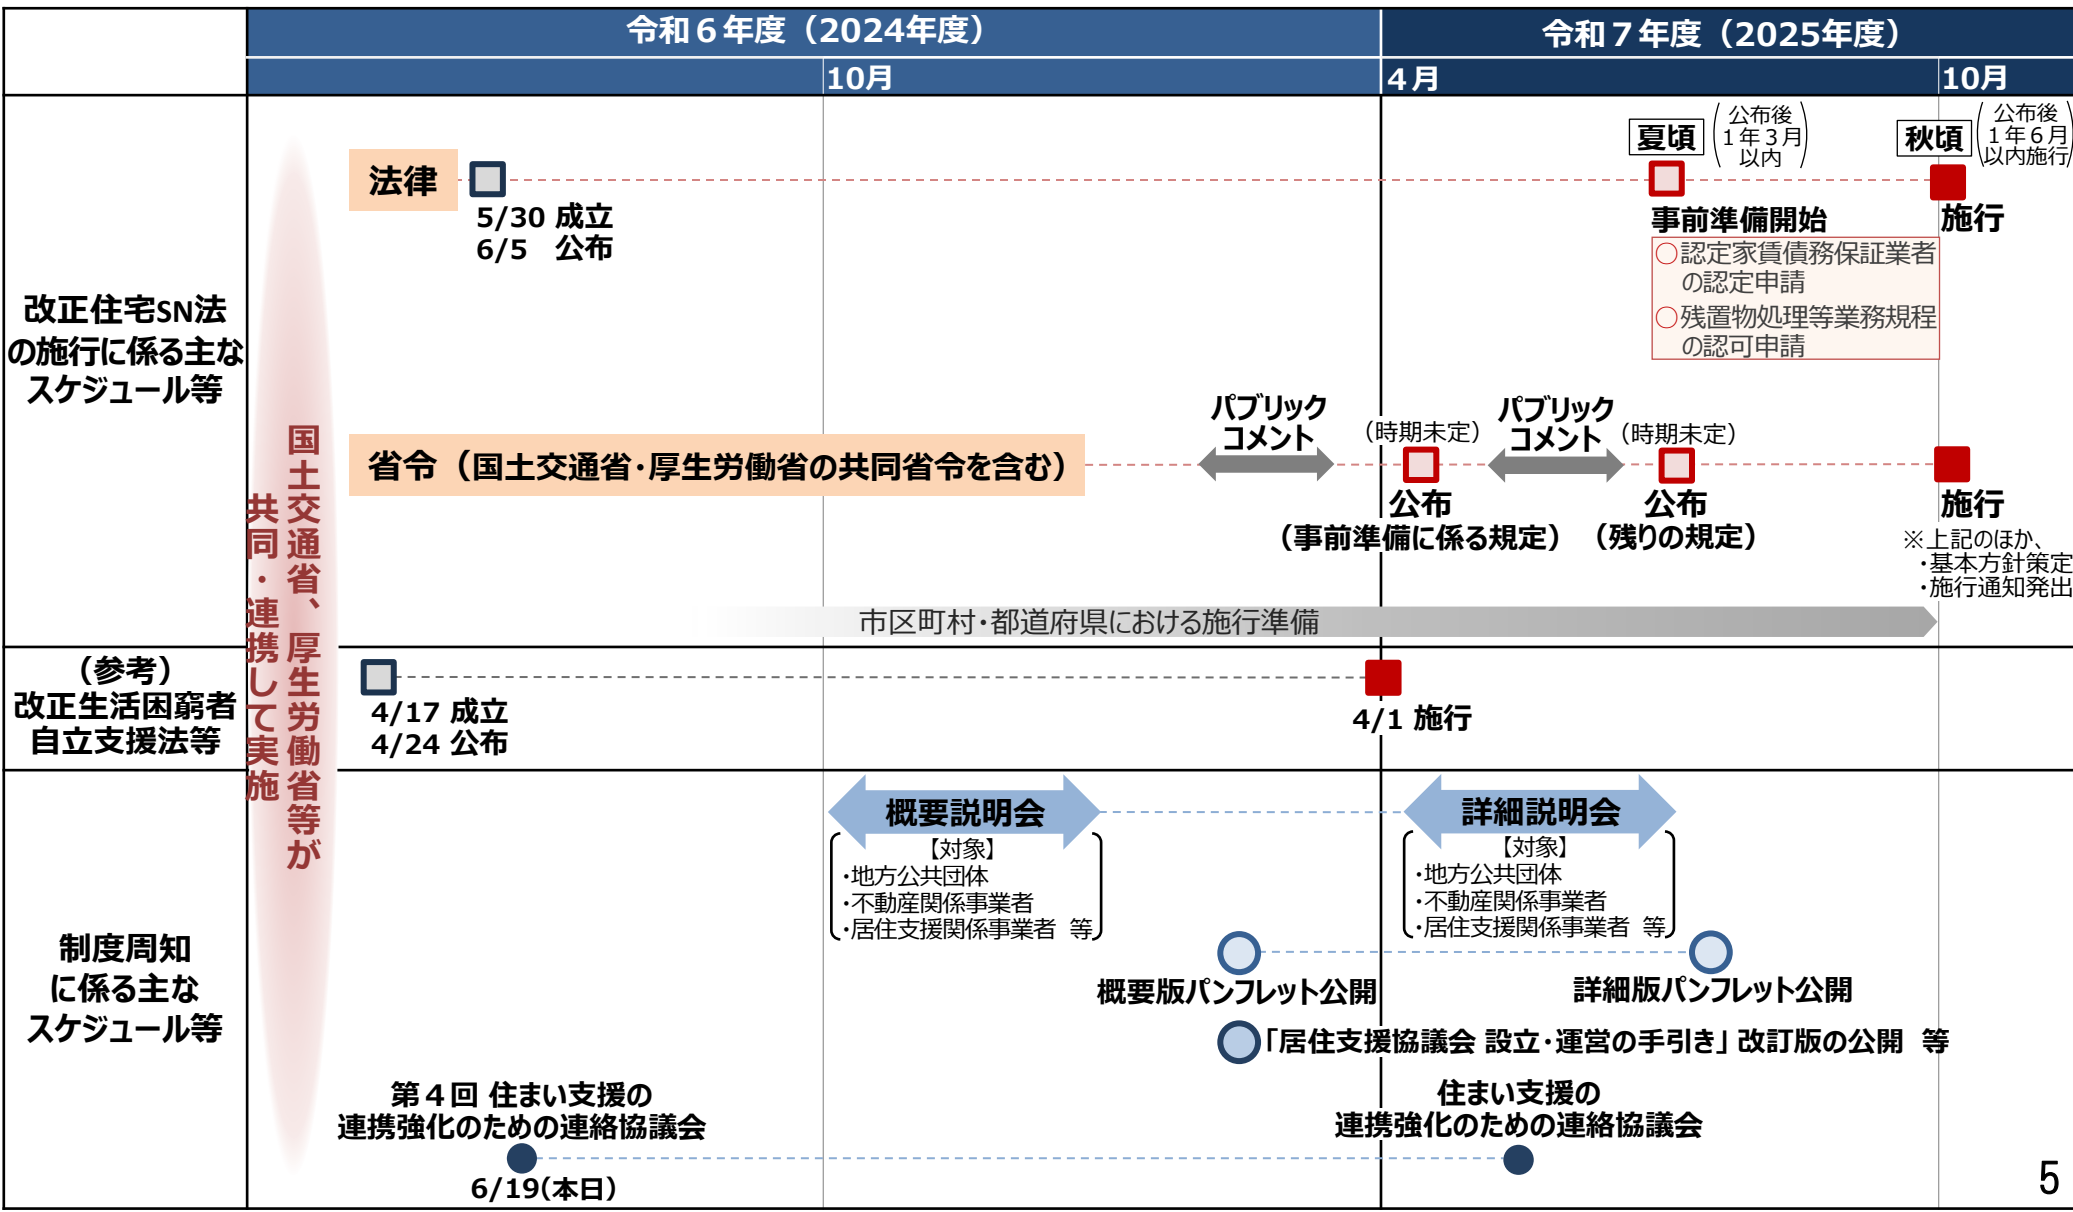 令和６年度（2024年度）
令和７年度（2025年度）
10月
４月
10月
改正住宅SN法
の施行に係る主な
スケジュール等
国土交通省、厚生労働省等が
共同・連携して実施
法律
5/30 成立
6/5 公布
夏頃
公布後
１年３月
以内
秋頃
公布後
１年６月
以内施行
事前準備開始
○認定家賃債務保証業者
の認定申請
○残置物処理等業務規程
の認可申請
施行
省令（国土交通省・厚生労働省の共同省令を含む）
パブリック
コメント
（時期未定）
公布
（事前準備に係る規定）
パブリック
コメント
（時期未定）
公布
（残りの規定）
施行
※上記のほか、
・基本方針策定
・施行通知発出
市区町村・都道府県における施行準備
（参考）
改正生活困窮者
自立支援法等
4/17 成立
4/24 公布
4/1 施行
制度周知
に係る主な
スケジュール等
概要説明会
【対象】
・地方公共団体
・不動産関係事業者
・居住支援関係事業者 等
詳細説明会
【対象】
・地方公共団体
・不動産関係事業者
・居住支援関係事業者 等
概要版パンフレット公開
詳細版パンフレット公開
「居住支援協議会 設立・運営の手引き」改訂版の公開 等
第４回 住まい支援の
連携強化のための連絡協議会
6/19（本日）
住まい支援の
連携強化のための連絡協議会
5